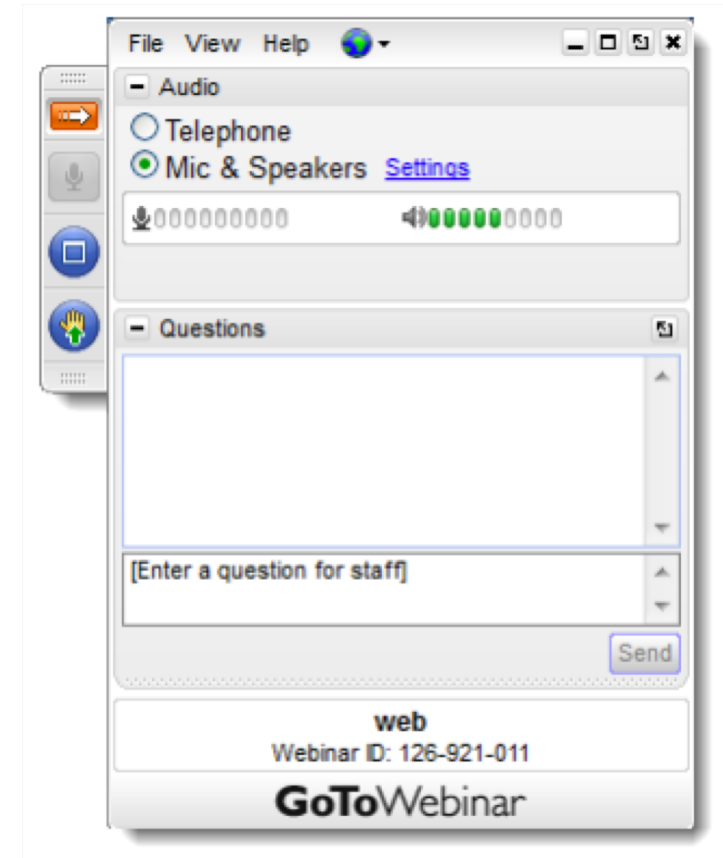 File View Help
Audio
Telephone
Mic & Speakers Settings
Questions
[Enter a question for staff]
Send
web
Webinar ID: 126-921-011
GoToWebinar